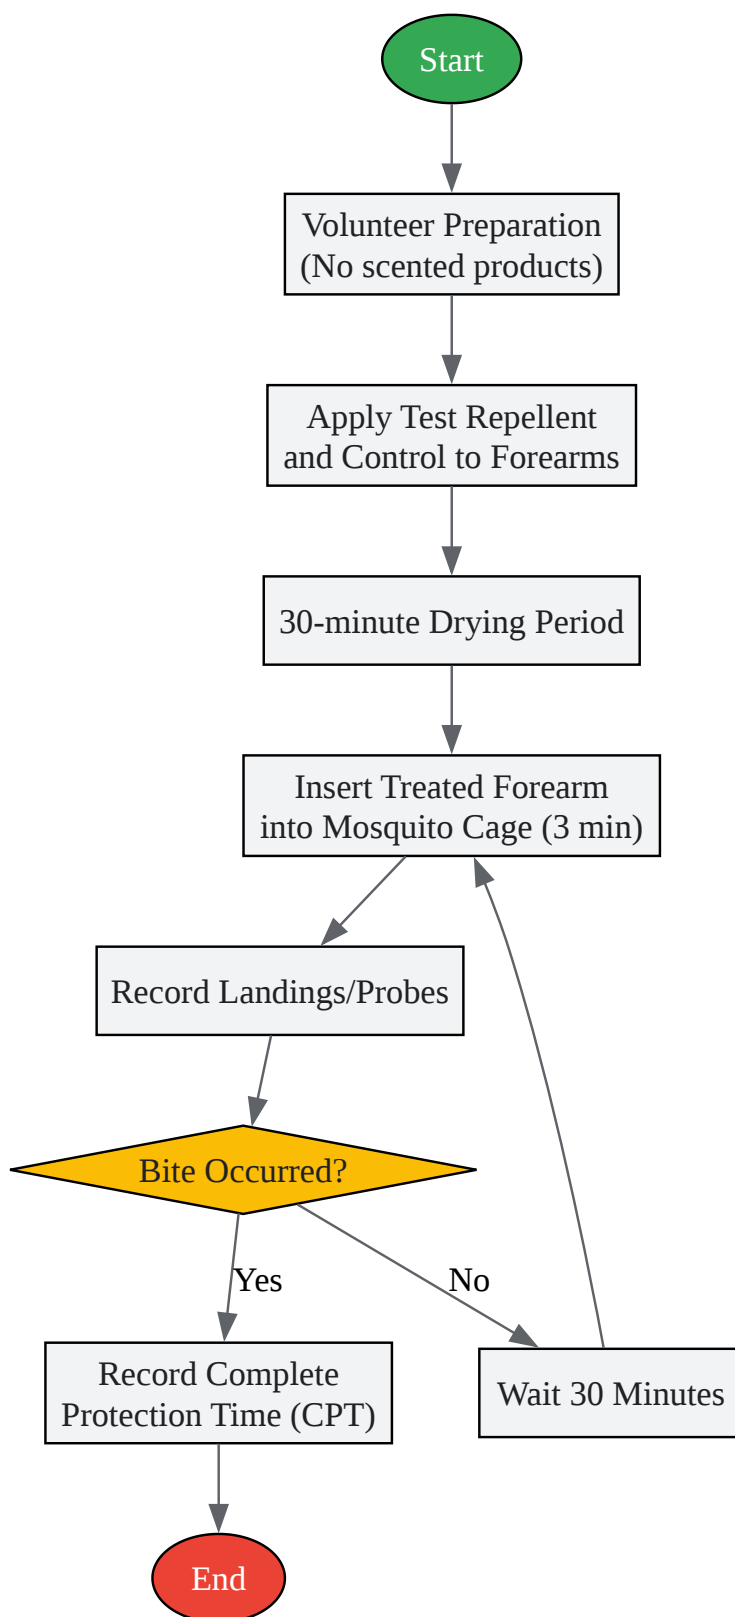 Start
Volunteer Preparation
(No scented products)
Apply Test Repellent
and Control to Forearms
30-minute Drying Period
Insert Treated Forearm
into Mosquito Cage (3 min)
Record Landings/Probes
Bite Occurred?
Yes
No
Record Complete
Protection Time (CPT)
Wait 30 Minutes
End